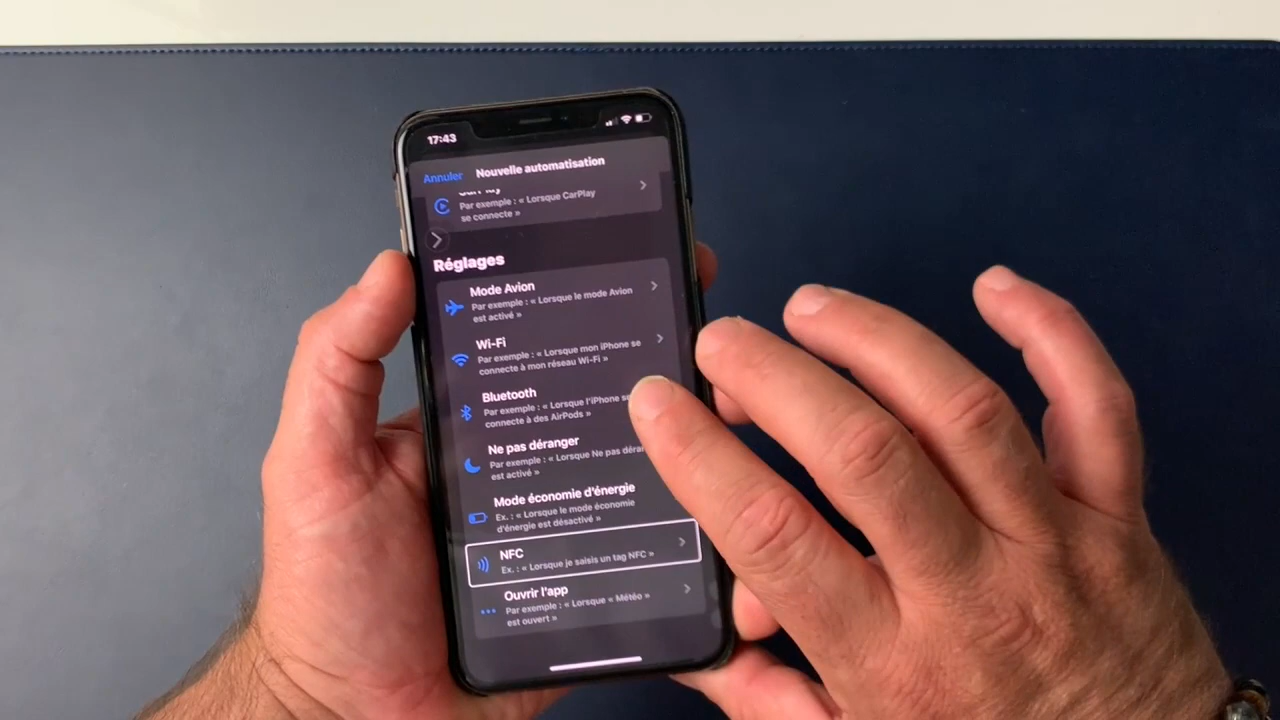 17:43
Annuler Nouvelle automatisation
Par exemple : « Lorsque CarPlay
se connecte »
Réglages
Mode Avion
Par exemple : « Lorsque le mode Avion
est activé »
Wi-Fi
Par exemple : « Lorsque mon iPhone se
connecte à mon réseau Wi-Fi »
Bluetooth
Par exemple : « Lorsque l'iPhone se
connecte à des AirPods »
Ne pas déranger
Par exemple : « Lorsque Ne pas déran
est activé »
Mode économie d'énergie
Ex. : « Lorsque le mode économie
d'énergie est désactivé »
NFC
Ex. : « Lorsque je saisis un tag NFC »
Ouvrir l'app
Par exemple : « Lorsque « Météo »
est ouvert »